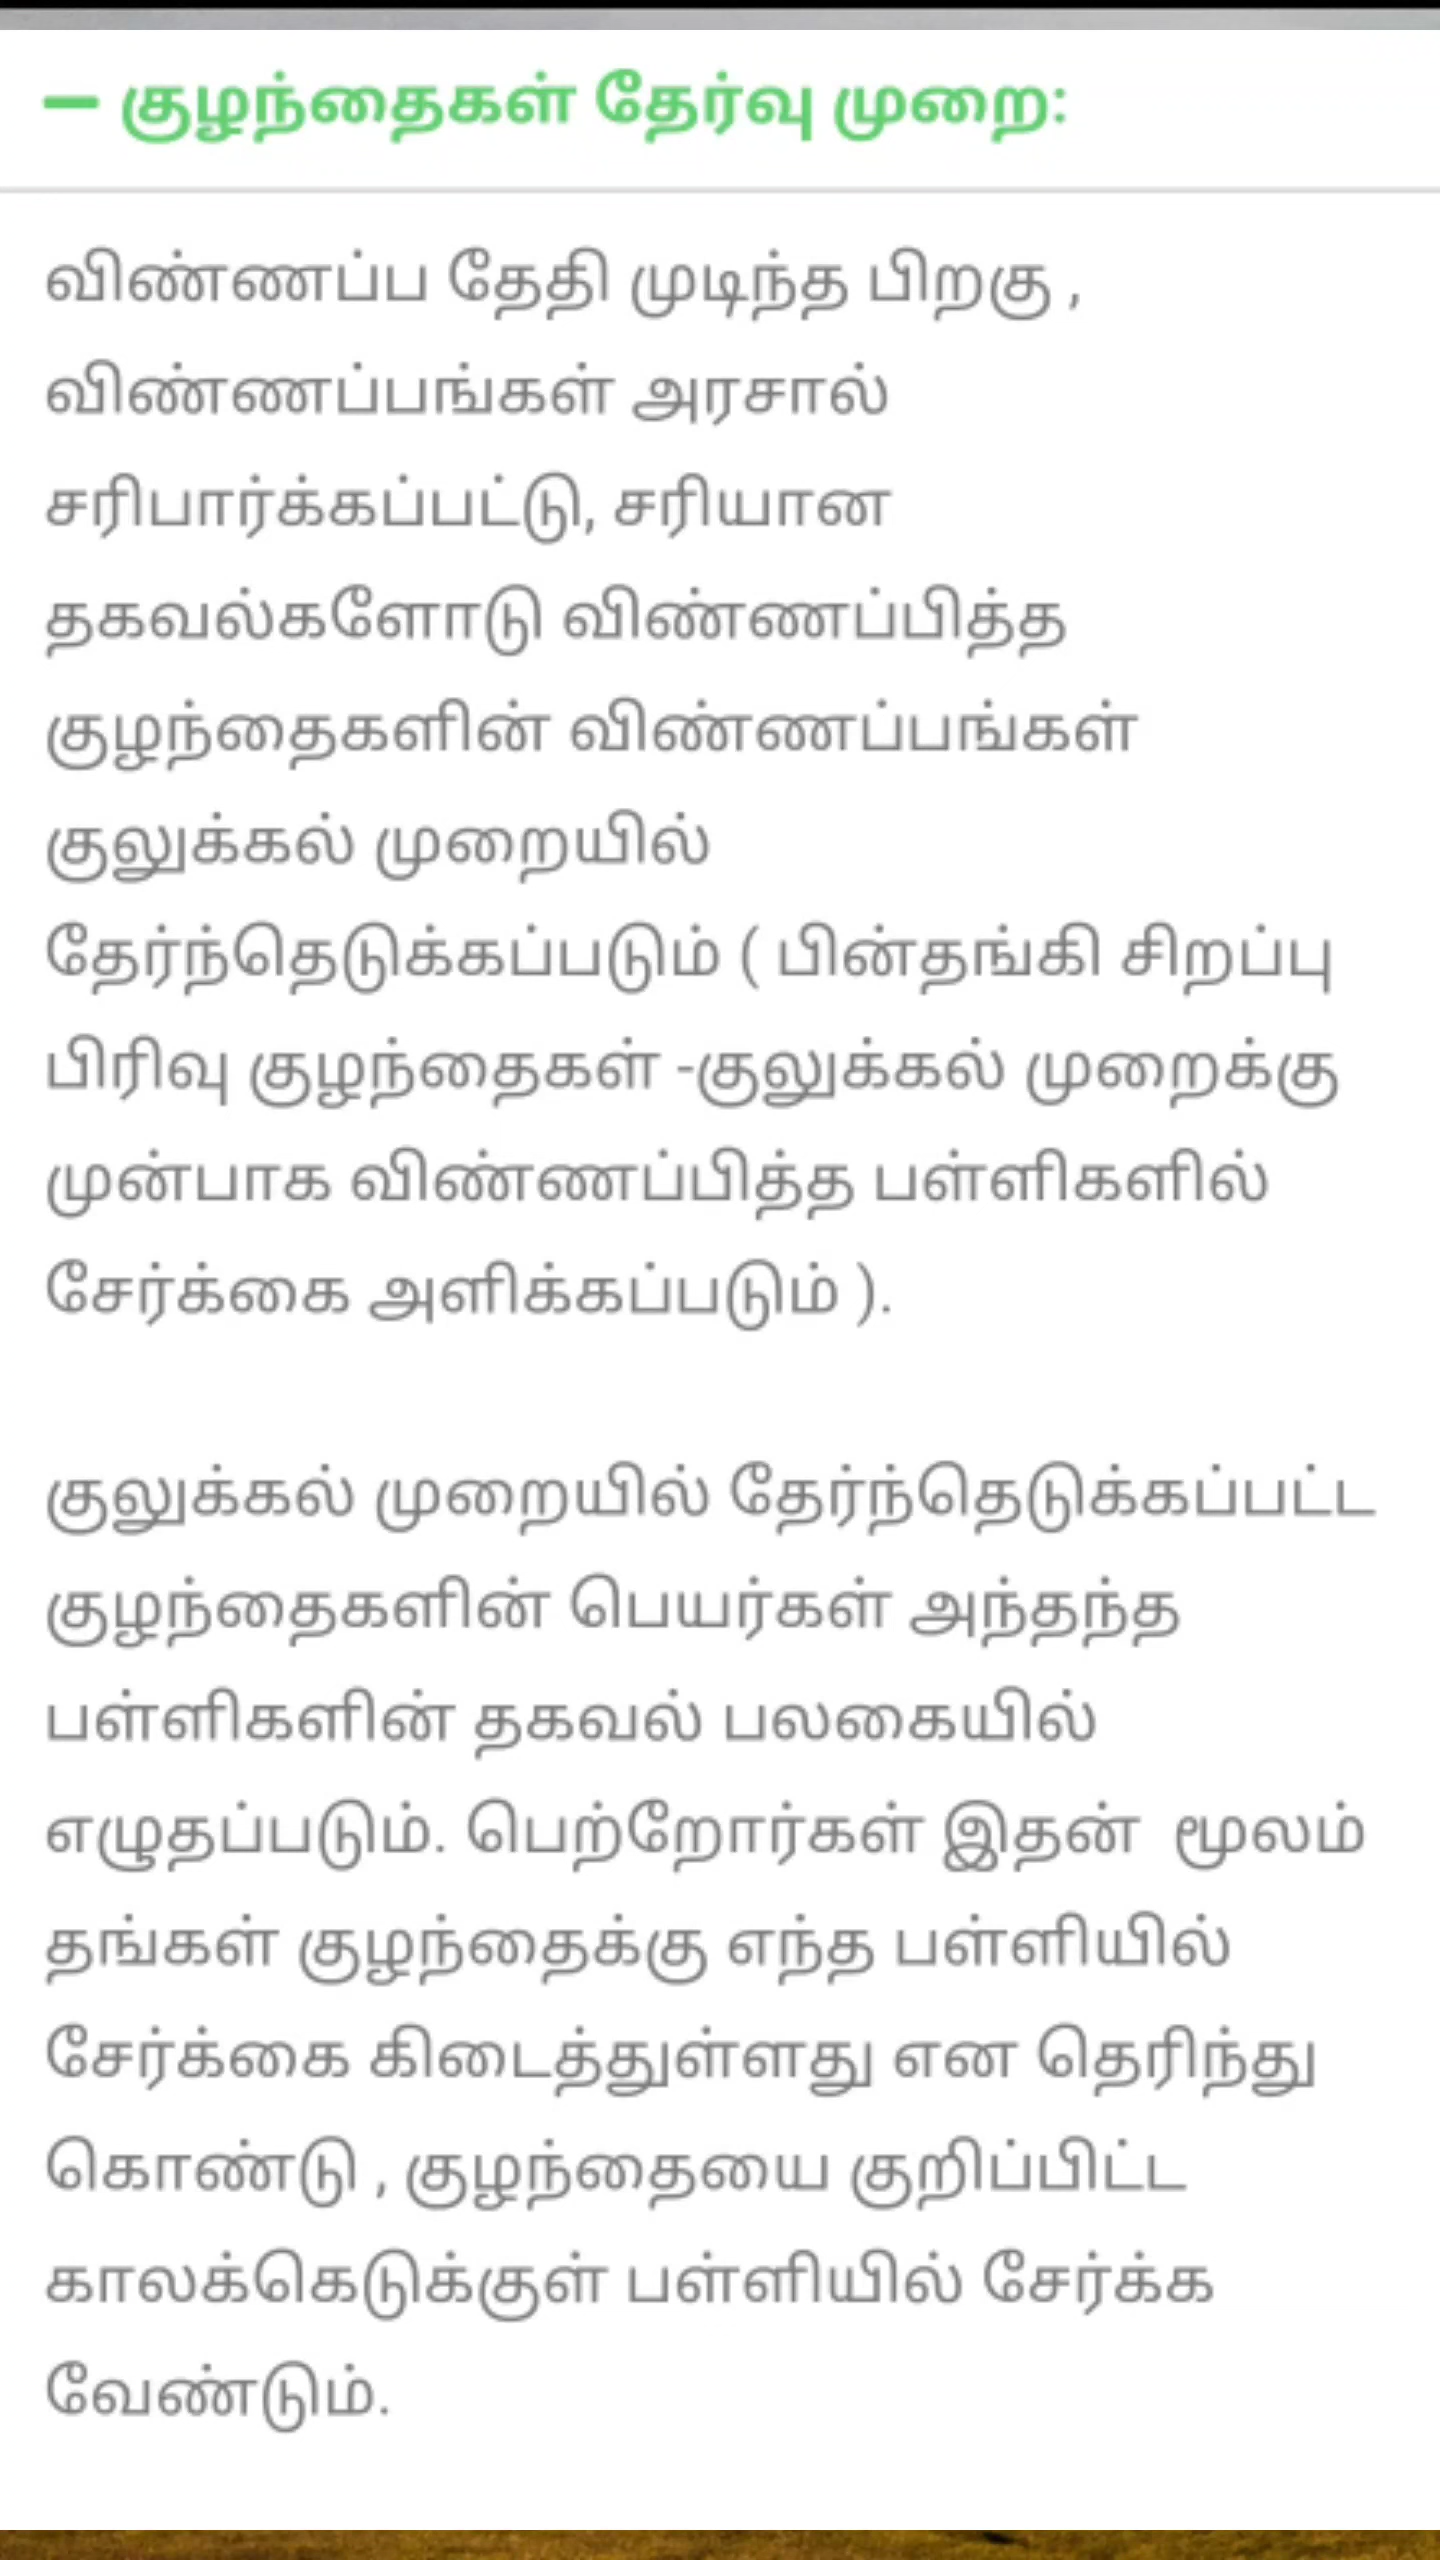 – குழந்தைகள் தேர்வு முறை:
விண்ணப்ப தேதி முடிந்த பிறகு ,
விண்ணப்பங்கள் அரசால்
சரிபார்க்கப்பட்டு, சரியான
தகவல்களோடு விண்ணப்பித்த
குழந்தைகளின் விண்ணப்பங்கள்
குலுக்கல் முறையில்
தேர்ந்தெடுக்கப்படும் ( பின்தங்கி சிறப்பு
பிரிவு குழந்தைகள் -குலுக்கல் முறைக்கு
முன்பாக விண்ணப்பித்த பள்ளிகளில்
சேர்க்கை அளிக்கப்படும் ).
குலுக்கல் முறையில் தேர்ந்தெடுக்கப்பட்ட
குழந்தைகளின் பெயர்கள் அந்தந்த
பள்ளிகளின் தகவல் பலகையில்
எழுதப்படும். பெற்றோர்கள் இதன் மூலம்
தங்கள் குழந்தைக்கு எந்த பள்ளியில்
சேர்க்கை கிடைத்துள்ளது என தெரிந்து
கொண்டு , குழந்தையை குறிப்பிட்ட
காலக்கெடுக்குள் பள்ளியில் சேர்க்க
வேண்டும்.